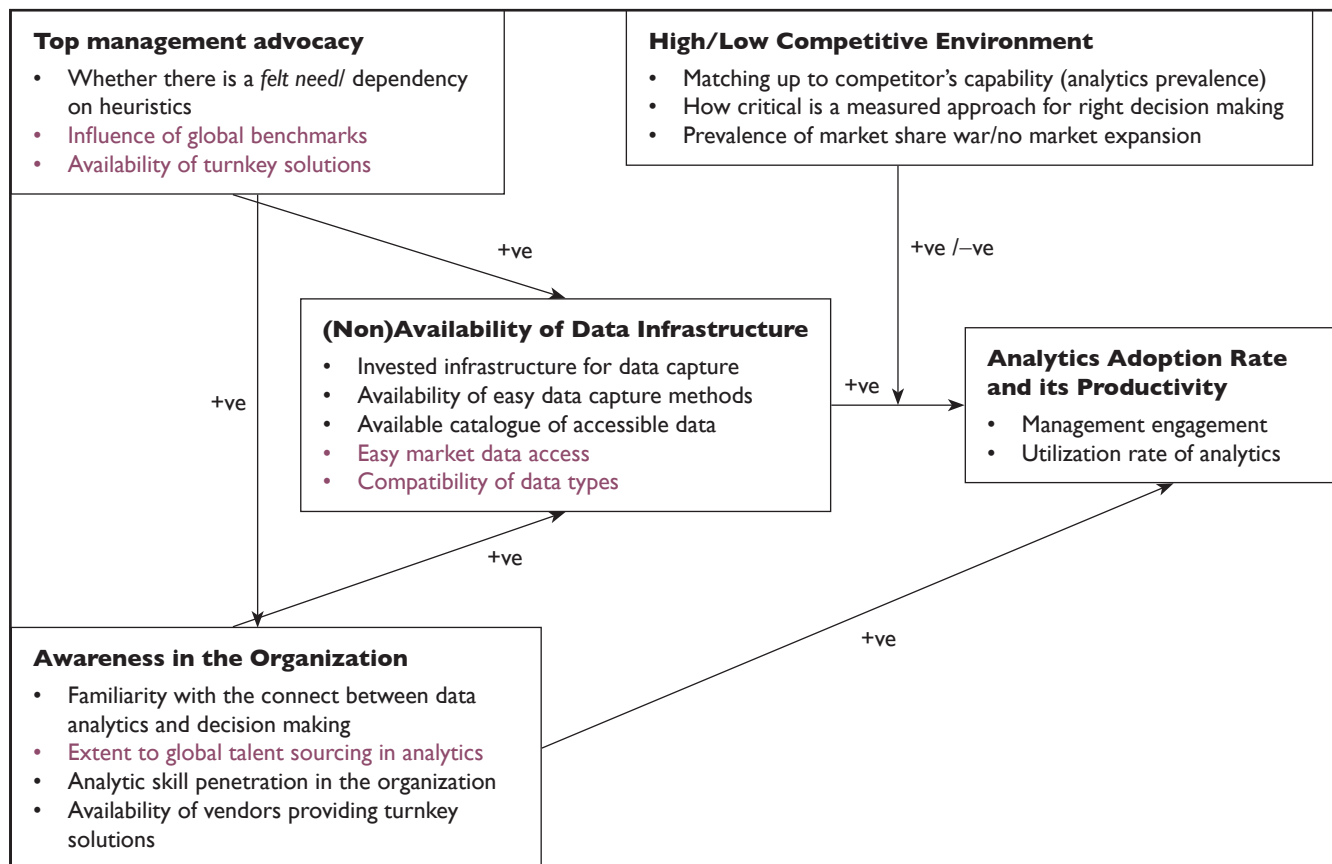 Top management advocacy
• Whether there is a felt need/ dependency
on heuristics
• Influence of global benchmarks
• Availability of turnkey solutions
High/Low Competitive Environment
• Matching up to competitor’s capability (analytics prevalence)
• How critical is a measured approach for right decision making
• Prevalence of market share war/no market expansion
+ve
+ve /–ve
(Non)Availability of Data Infrastructure
• Invested infrastructure for data capture
• Availability of easy data capture methods
• Available catalogue of accessible data
• Easy market data access
• Compatibility of data types
+ve
+ve
Analytics Adoption Rate
and its Productivity
• Management engagement
• Utilization rate of analytics
+ve
+ve
Awareness in the Organization
• Familiarity with the connect between data
analytics and decision making
• Extent to global talent sourcing in analytics
• Analytic skill penetration in the organization
• Availability of vendors providing turnkey
solutions